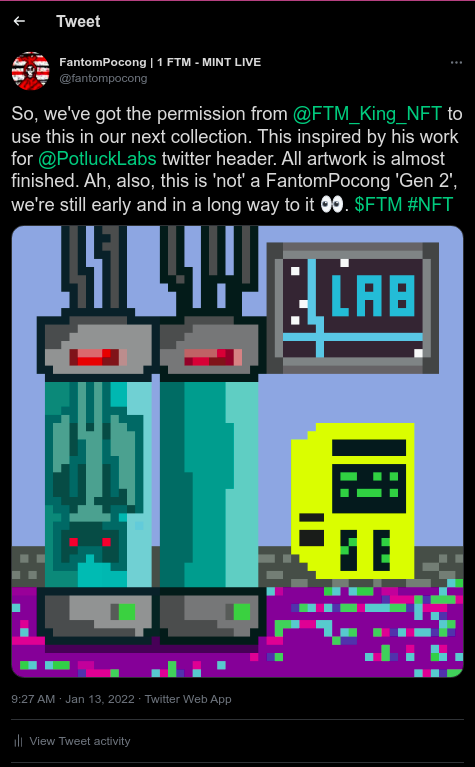 Tweet
FantomPocong | 1 FTM - MINT LIVE
@fantompocong
So, we've got the permission from @FTM_King_NFT to
use this in our next collection. This inspired by his work
for @PotluckLabs twitter header. All artwork is almost
finished. Ah, also, this is 'not' a FantomPocong 'Gen 2',
we're still early and in a long way to it 👀. $FTM #NFT
LAB
9:27 AM · Jan 13, 2022 · Twitter Web App
View Tweet activity